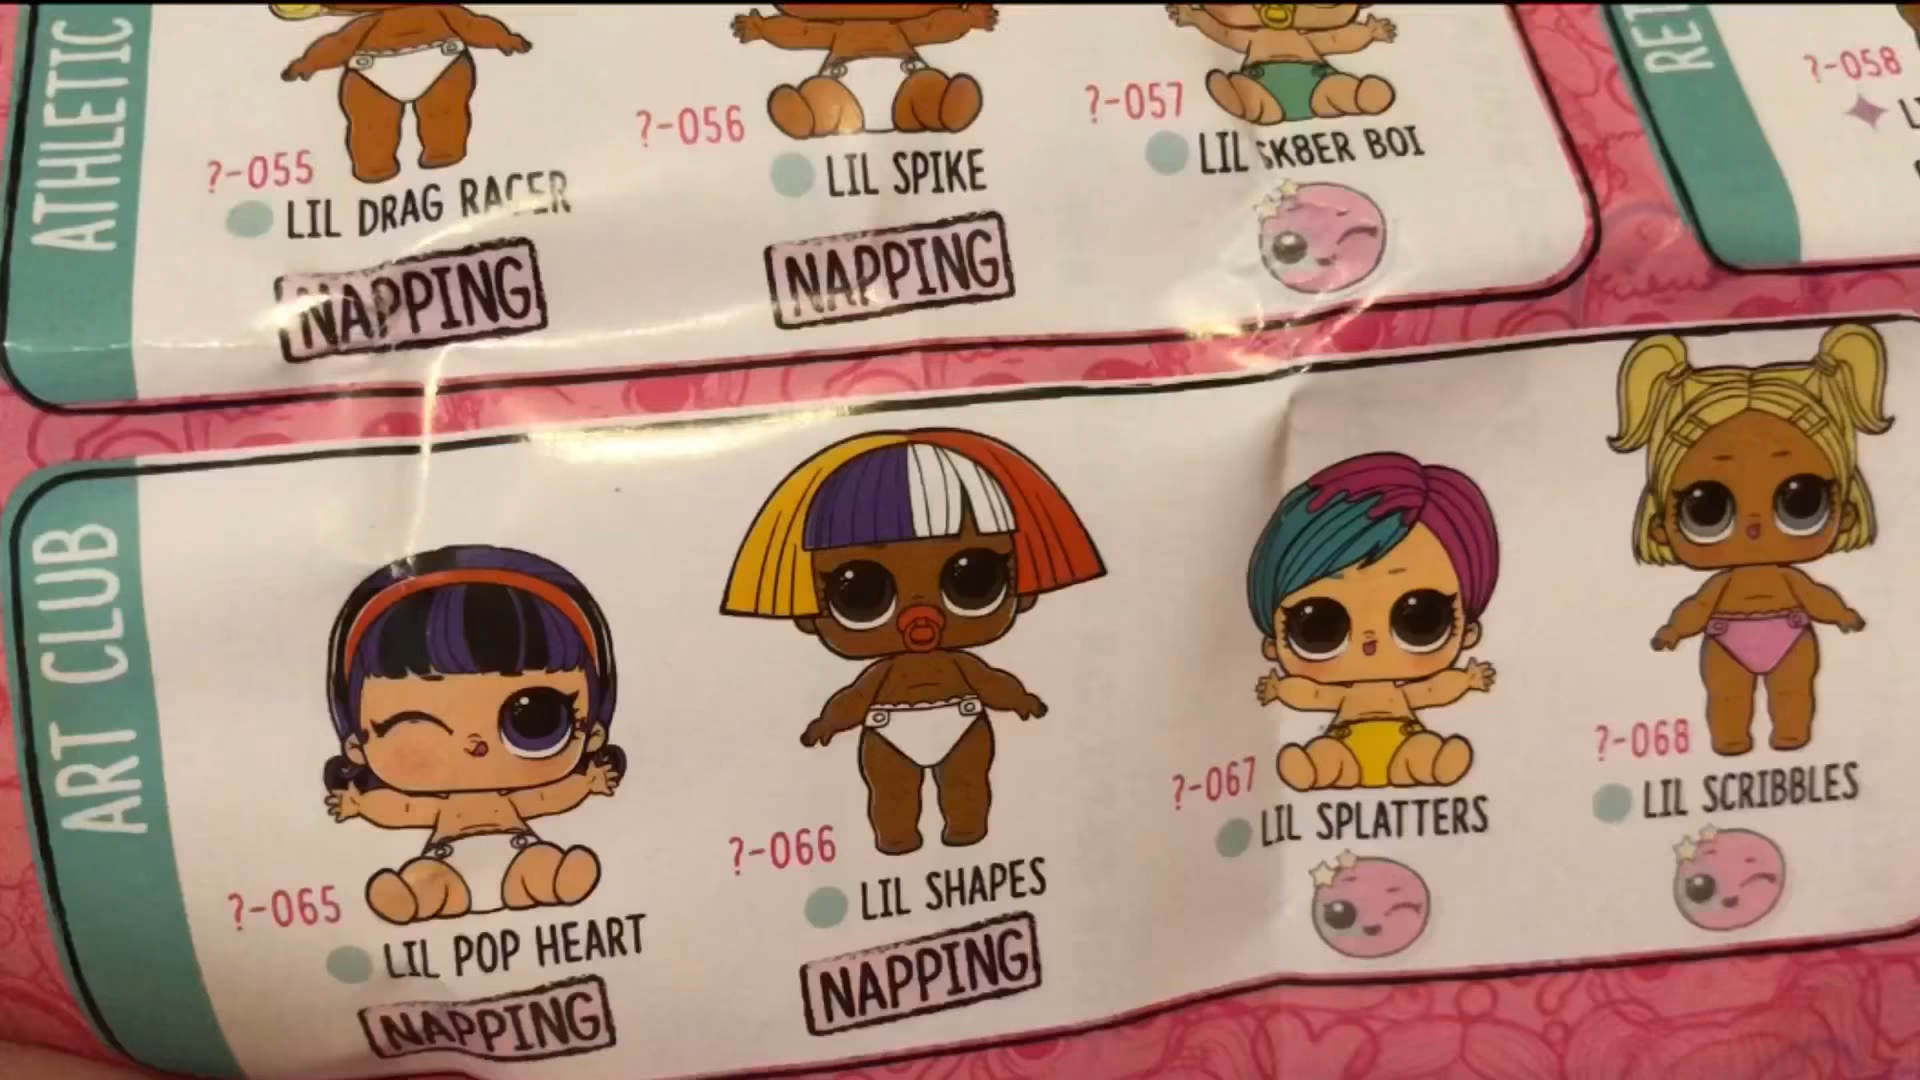 ATHLETIC
?-055
LIL DRAG RACER
NAPPING
?-056
LIL SPIKE
NAPPING
?-057
LIL SK8ER BOI
RET
?-058
ART CLUB
?-065
LIL POP HEART
NAPPING
?-066
LIL SHAPES
NAPPING
?-067
LIL SPLATTERS
?-068
LIL SCRIBBLES